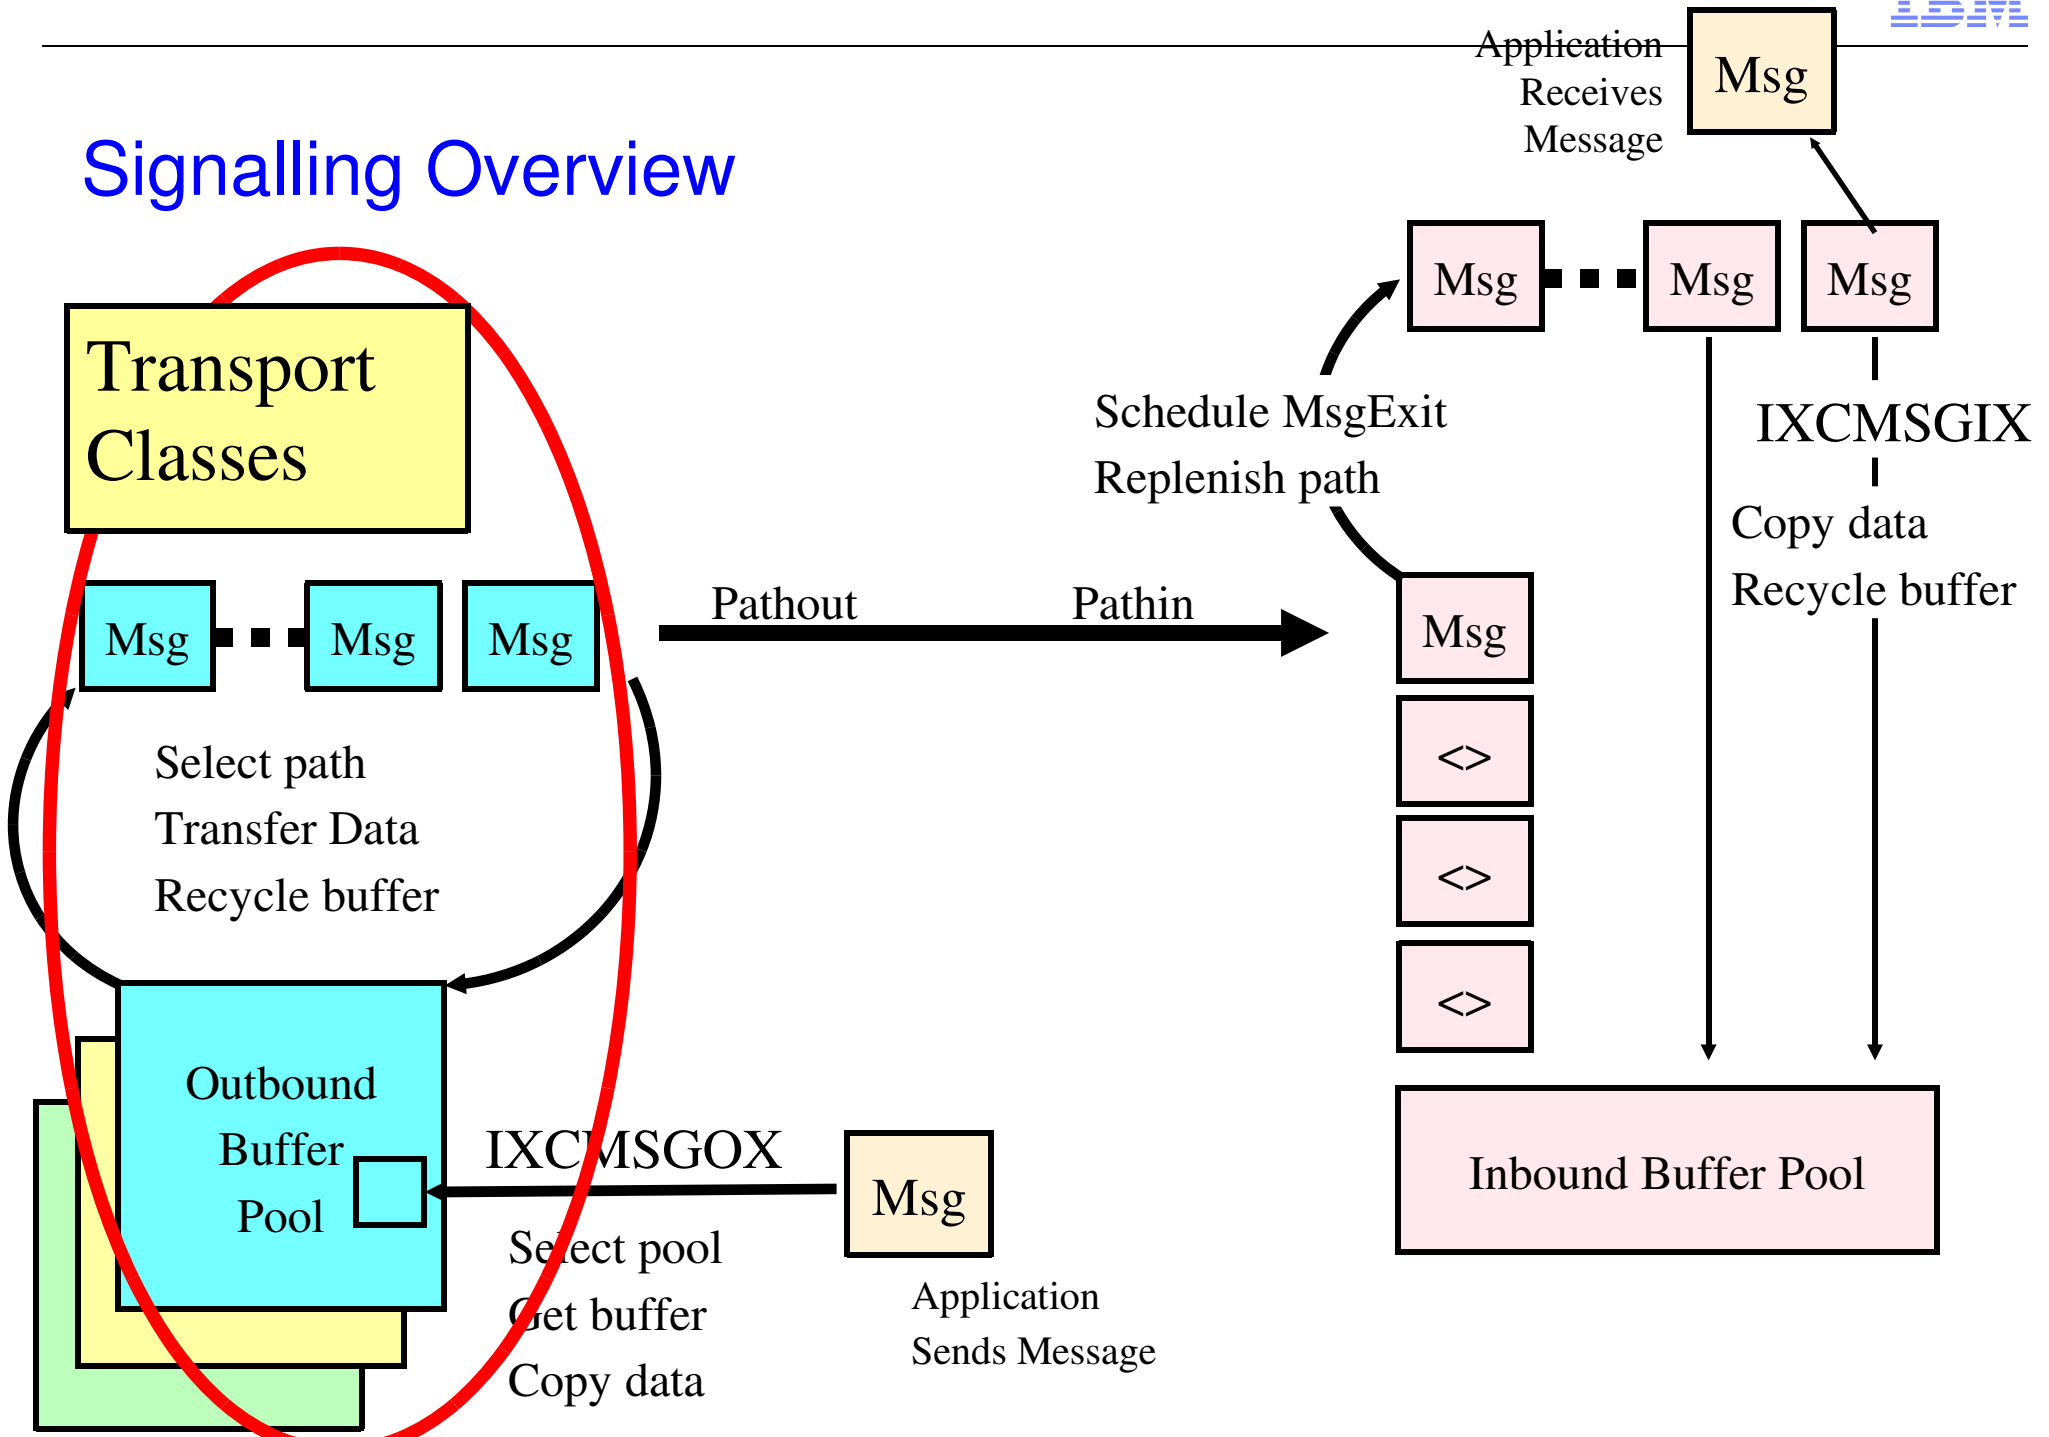 IBM
Application
Receives
Message
Msg
Signalling Overview
Msg
Msg
Msg
Transport
Classes
Schedule MsgExit
Replenish path
IXCMSGIX
Copy data
Recycle buffer
Msg
Msg
Msg
Pathout
Pathin
Msg
<>
<>
<>
Select path
Transfer Data
Recycle buffer
Outbound
Buffer
Pool
IXCMSGOX
Select pool
Get buffer
Copy data
Msg
Application
Sends Message
Inbound Buffer Pool